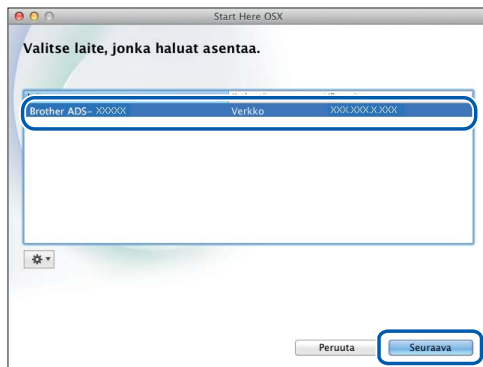 Start Here OSX
Valitse laite, jonka haluat asentaa.
Brother ADS- XXXXX Verkko XXX.XXX.X.XXX
Peruuta Seuraava